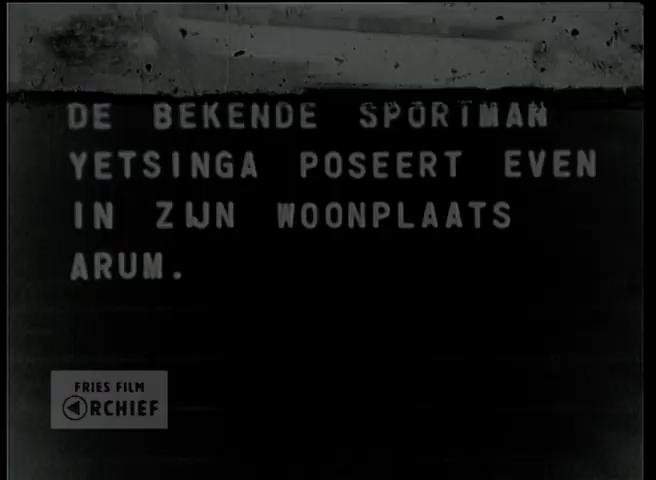 DE BEKENDE SPORTMAN
YETSINGA POSEERT EVEN
IN ZIJN WOONPLAATS
ARUM.
FRIES FILM
ARCHIEF